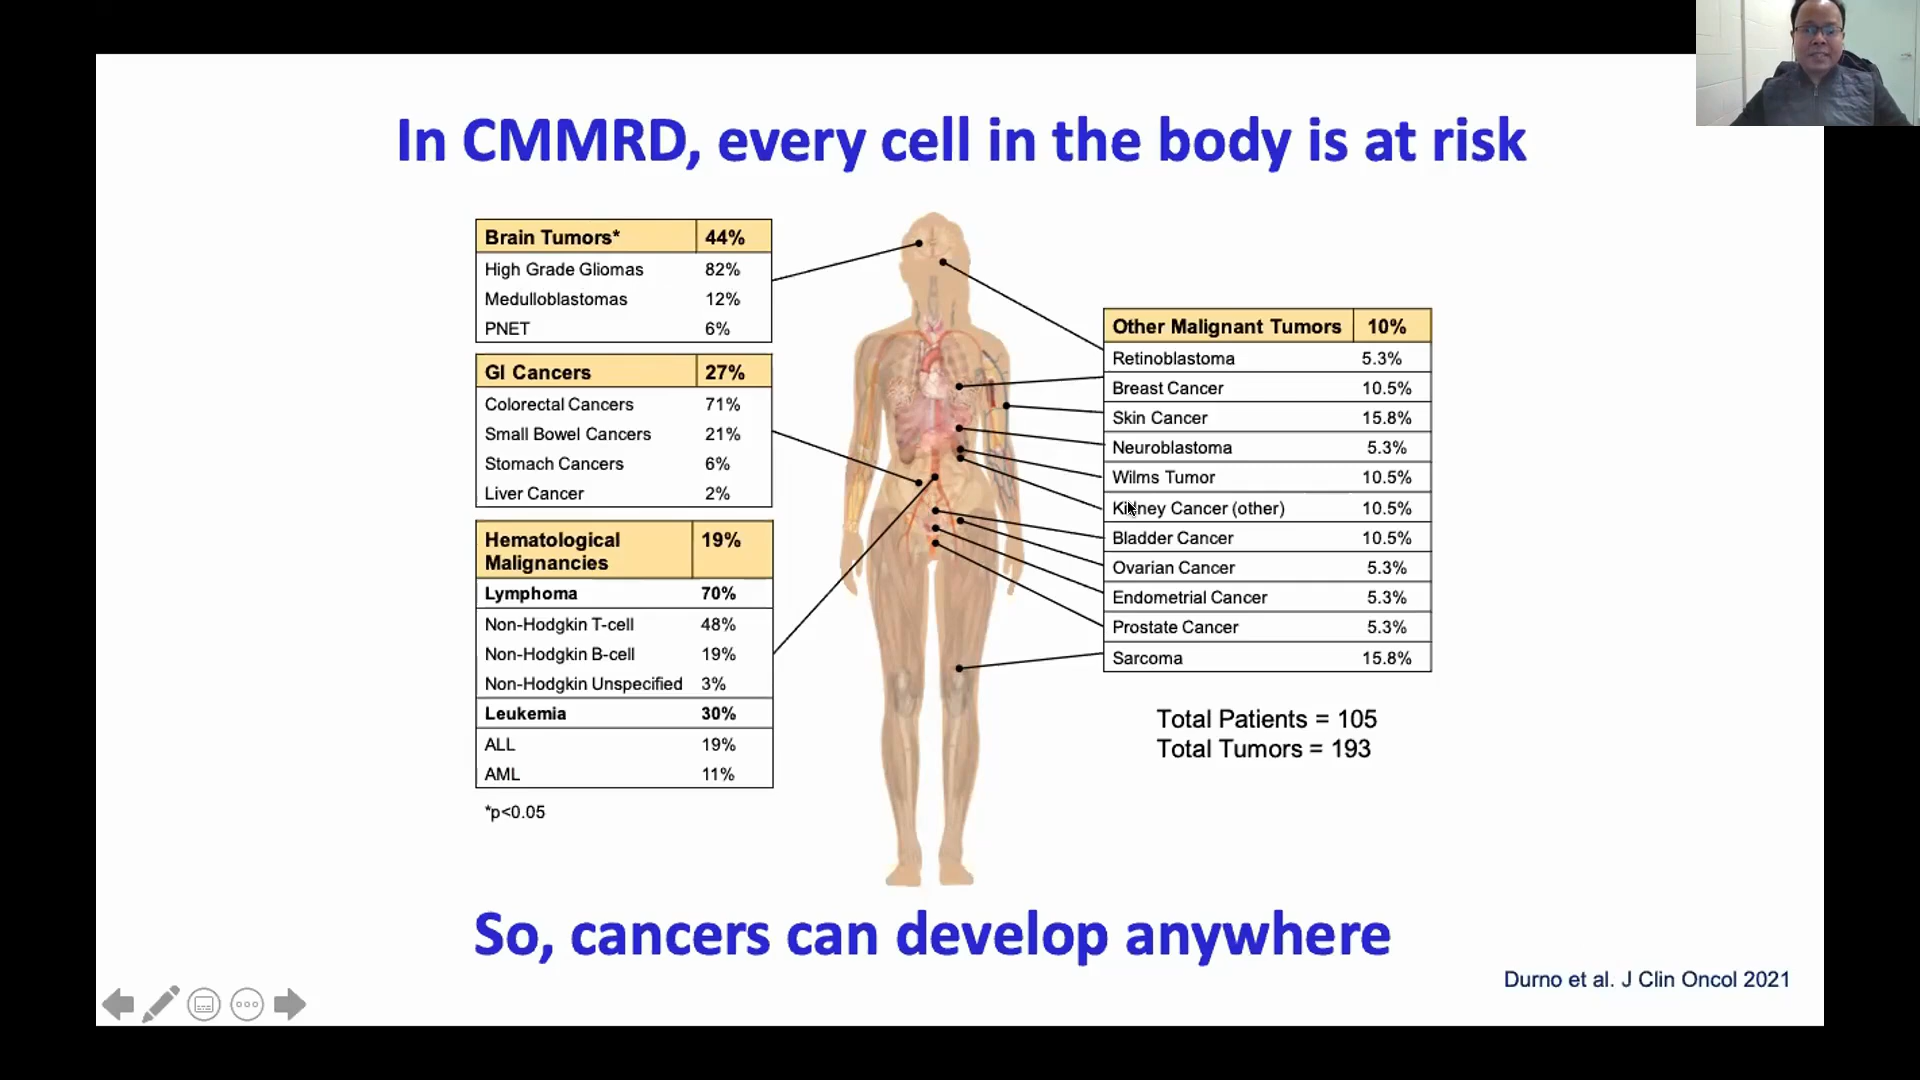 In CMMRD, every cell in the body is at risk
Brain Tumors* 44%
High Grade Gliomas 82%
Medulloblastomas 12%
PNET 6%
GI Cancers 27%
Colorectal Cancers 71%
Small Bowel Cancers 21%
Stomach Cancers 6%
Liver Cancer 2%
Hematological Malignancies 19%
Lymphoma 70%
Non-Hodgkin T-cell 48%
Non-Hodgkin B-cell 19%
Non-Hodgkin Unspecified 3%
Leukemia 30%
ALL 19%
AML 11%
*p<0.05
Other Malignant Tumors 10%
Retinoblastoma 5.3%
Breast Cancer 10.5%
Skin Cancer 15.8%
Neuroblastoma 5.3%
Wilms Tumor 10.5%
Kidney Cancer (other) 10.5%
Bladder Cancer 10.5%
Ovarian Cancer 5.3%
Endometrial Cancer 5.3%
Prostate Cancer 5.3%
Sarcoma 15.8%
Total Patients = 105
Total Tumors = 193
So, cancers can develop anywhere
Durno et al. J Clin Oncol 2021